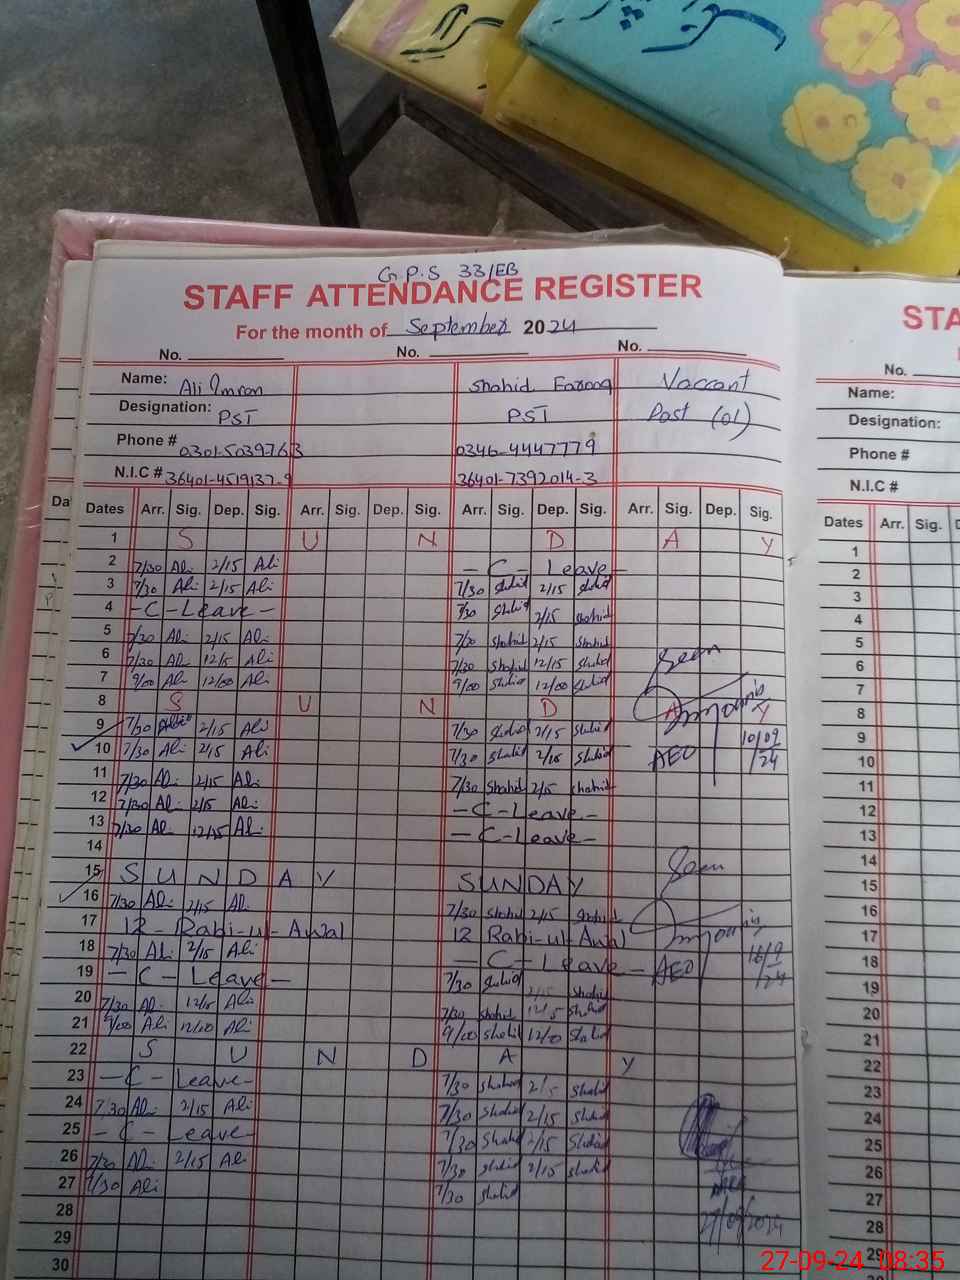 G.P.S 33/EB
STAFF ATTENDANCE REGISTER STA
For the month of September 2024
No. No. No. No.
Name: Ali Imran Shahid Farooq Vaccant Name:
Designation: PST PST Post (01) Designation:
Phone # 0301-5039763 0346-4447779 Phone #
N.I.C # 36401-4519137-9 36401-7392014-3 N.I.C #
Da Dates Arr. Sig. Dep. Sig. Arr. Sig. Dep. Sig. Arr. Sig. Dep. Sig. Arr. Sig. Dep. Sig. Dates Arr. Sig.
1 S U N D A Y 1
2 7/30 Ali 2/15 Ali -C-Leave- 2
3 7/30 Ali 2/15 Ali 7/30 Shahid 2/15 Shahid 3
4 -C-Leave- 7/30 Shahid 2/15 Shahid 4
5 7/30 Ali 2/15 Ali 7/30 Shahid 2/15 Shahid 5
6 7/30 Ali 12/15 Ali 7/30 Shahid 12/15 Shahid Seen 6
7 9/00 Ali 12/00 Ali 9/00 Shahid 12/00 Shahid 7
8 S U N D A Y 8
9 7/30 2/15 Ali 7/30 Shahid 2/15 Shahid 10/09 9
10 7/30 Ali 2/15 Ali 7/30 Shahid 2/15 Shahid AEO /24 10
11 7/30 Ali 2/15 Ali 7/30 Shahid 2/15 Shahid 11
12 7/30 Ali 2/15 Ali -C-Leave- 12
13 7/30 Ali 12/15 Ali -C-Leave- 13
14 Seen 14
15 S U N D A Y SUNDAY 15
16 7/30 Ali 2/15 Ali 7/30 Shahid 2/15 Shahid 16
17 12-Rabi-ul-Awal 12 Rabi-ul-Awal 17
18 7/30 Ali 2/15 Ali -C-Leave- AEO 16/9 18
19 -C-Leave- 7/30 Shahid 2/15 Shahid /24 19
20 7/30 Ali 12/15 Ali 7/30 Shahid 12/15 Shahid 20
21 9/00 Ali 12/00 Ali 9/00 Shahid 12/00 Shahid 21
22 S U N D A Y 22
23 -C-Leave- 7/30 Shahid 2/15 Shahid 23
24 7/30 Ali 2/15 Ali 7/30 Shahid 2/15 Shahid 24
25 -C-Leave- 7/30 Shahid 2/15 Shahid 25
26 7/30 Ali 2/15 Ali 7/30 Shahid 2/15 Shahid 26
27 7/30 Ali 7/30 Shahid 27
28 27/09/2024 28
29 29
30
27-09-24 08:35